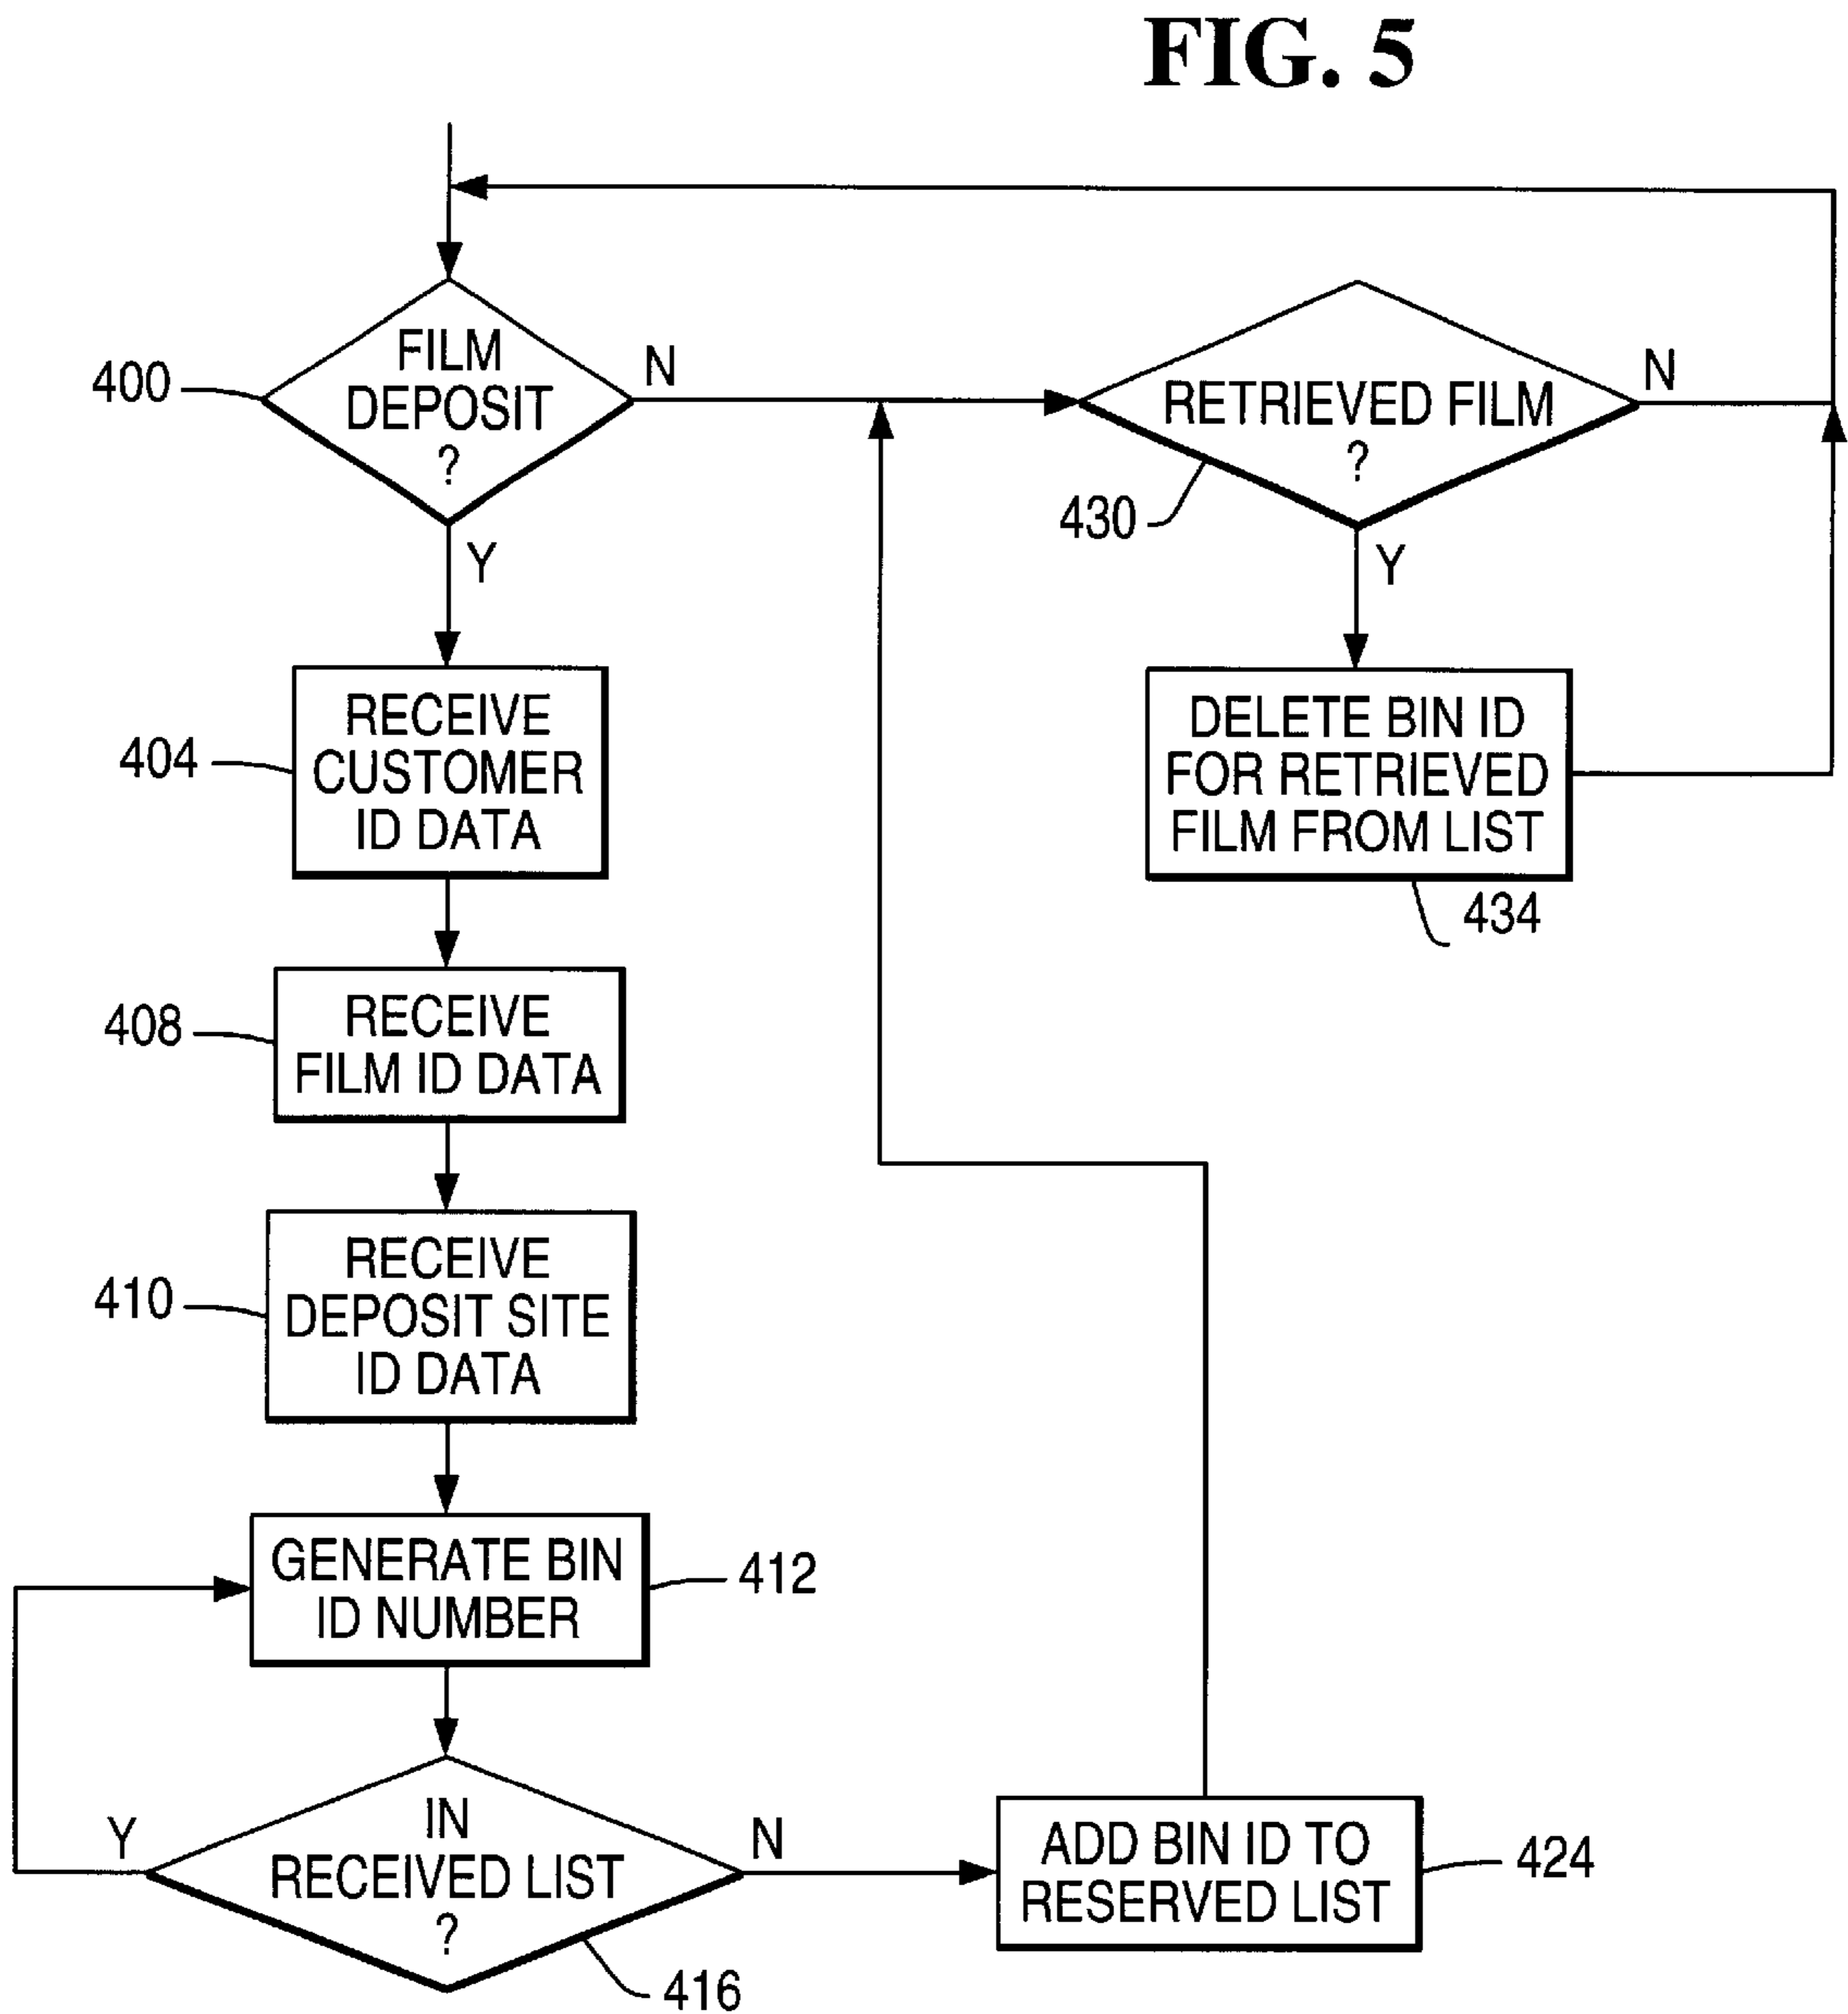 FIG. 5
FILM
DEPOSIT
?
400
N
Y
RETRIEVED FILM
?
430
N
Y
RECEIVE
CUSTOMER
ID DATA
404
DELETE BIN ID
FOR RETRIEVED
FILM FROM LIST
434
RECEIVE
FILM ID DATA
408
RECEIVE
DEPOSIT SITE
ID DATA
410
GENERATE BIN
ID NUMBER
412
IN
RECEIVED LIST
?
Y
N
416
ADD BIN ID TO
RESERVED LIST
424